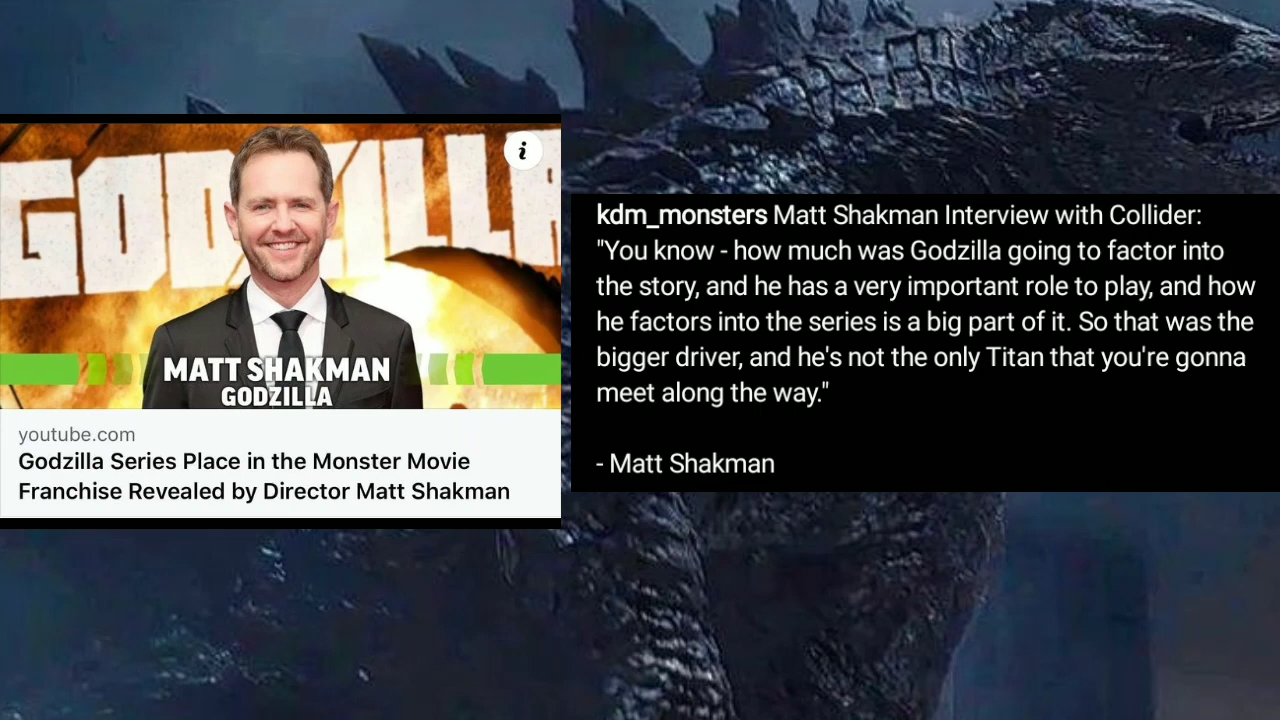 GODZILLA
i
MATT SHAKMAN
GODZILLA
youtube.com
Godzilla Series Place in the Monster Movie
Franchise Revealed by Director Matt Shakman
kdm_monsters Matt Shakman Interview with Collider:
"You know - how much was Godzilla going to factor into
the story, and he has a very important role to play, and how
he factors into the series is a big part of it. So that was the
bigger driver, and he's not the only Titan that you're gonna
meet along the way."
- Matt Shakman